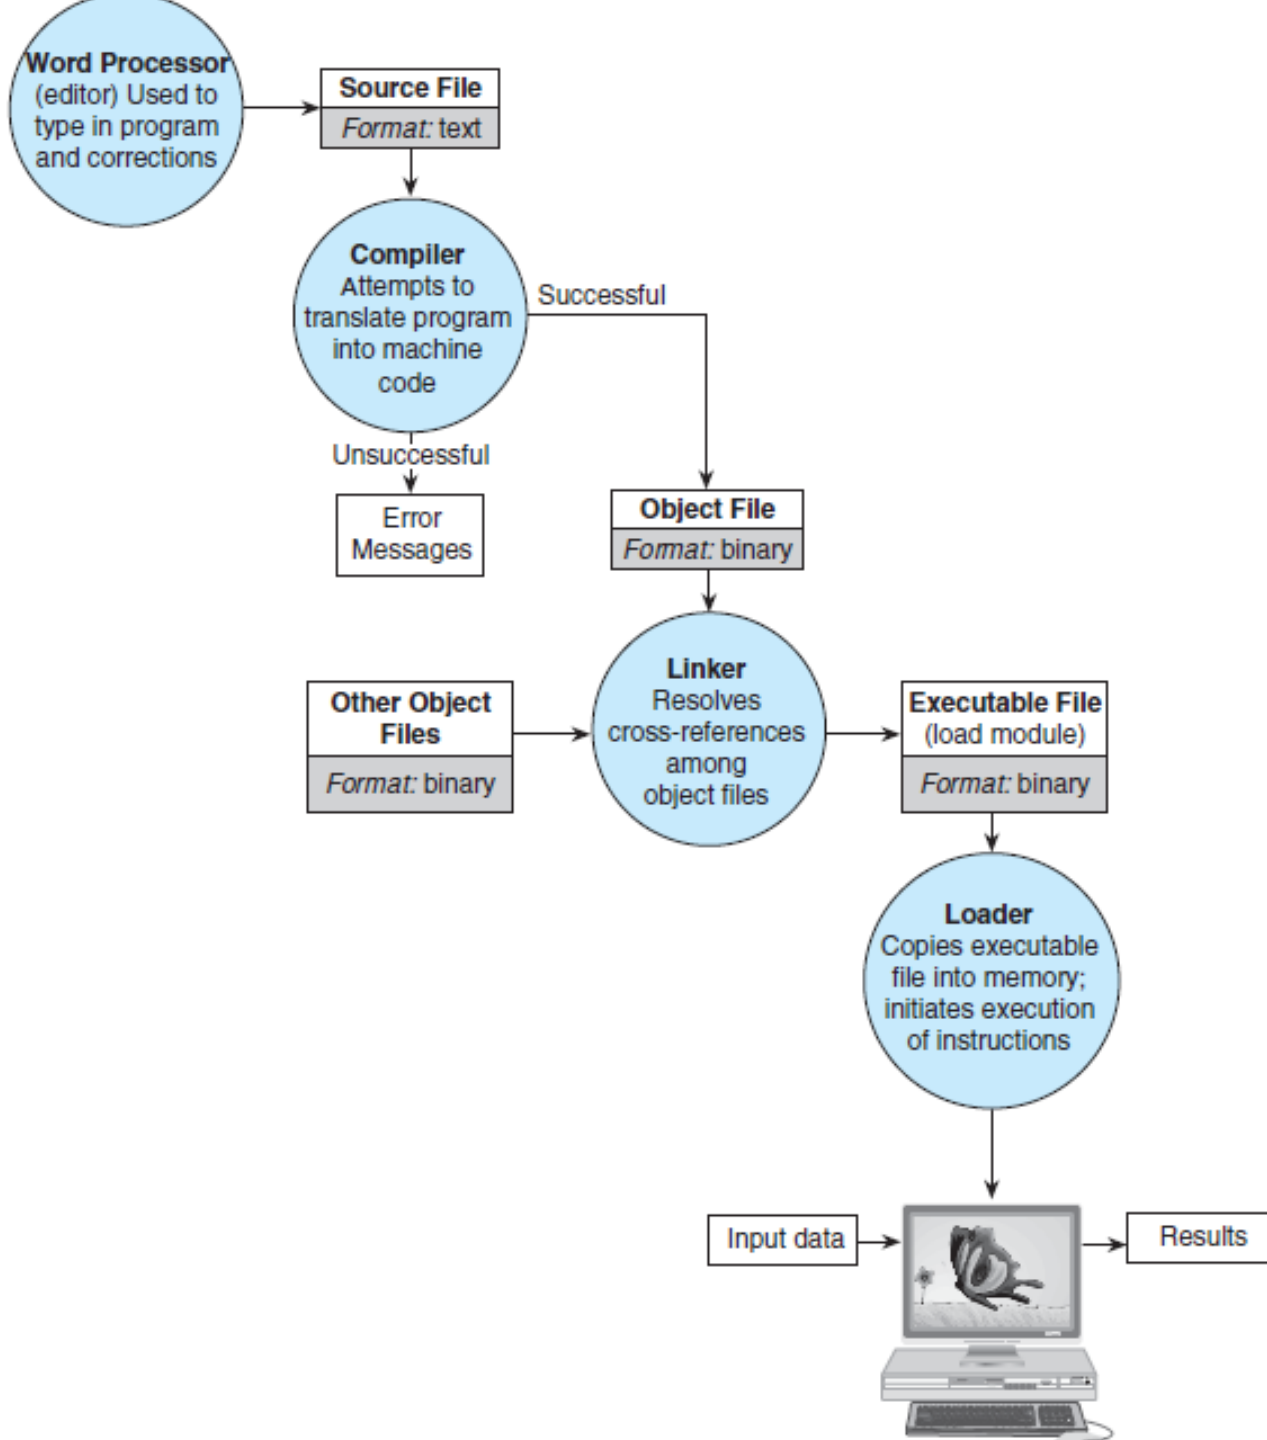 Word Processor
(editor) Used to
type in program
and corrections
Source File
Format: text
Compiler
Attempts to
translate program
into machine
code
Successful
Unsuccessful
Error
Messages
Object File
Format: binary
Linker
Resolves
cross-references
among
object files
Other Object
Files
Format: binary
Executable File
(load module)
Format: binary
Loader
Copies executable
file into memory;
initiates execution
of instructions
Input data
Results